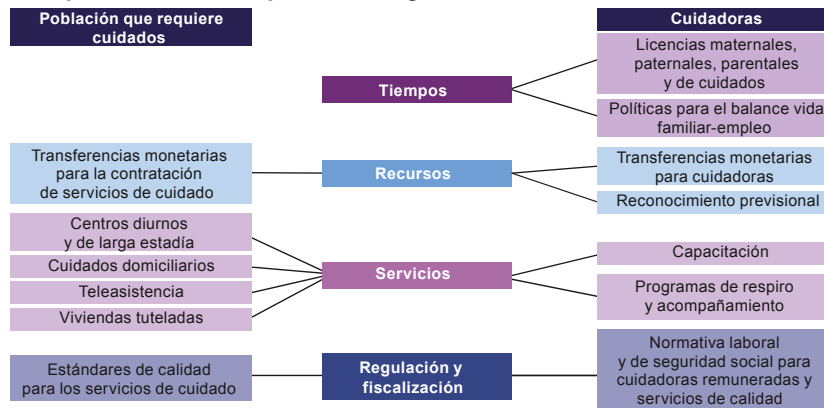 Población que requiere
cuidados
Cuidadoras
Tiempos
Licencias maternales,
paternales, parentales
y de cuidados
Políticas para el balance vida
familiar-empleo
Transferencias monetarias
para la contratación
de servicios de cuidado
Recursos
Transferencias monetarias
para cuidadoras
Reconocimiento previsional
Centros diurnos
y de larga estadía
Cuidados domiciliarios
Teleasistencia
Viviendas tuteladas
Servicios
Capacitación
Programas de respiro
y acompañamiento
Estándares de calidad
para los servicios de cuidado
Regulación y
fiscalización
Normativa laboral
y de seguridad social para
cuidadoras remuneradas y
servicios de calidad